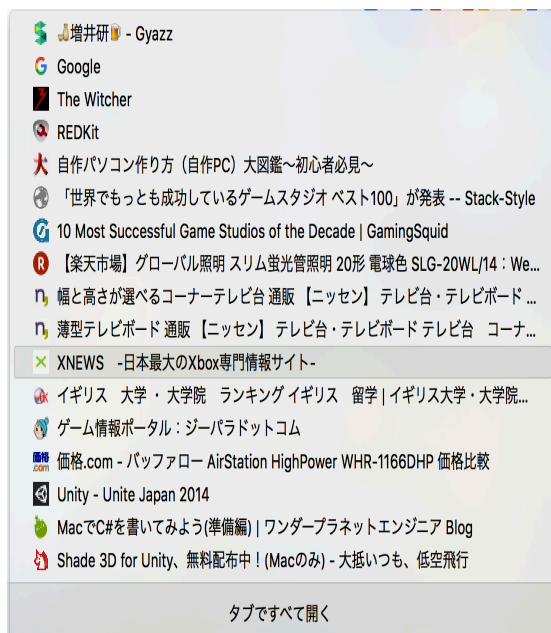 🍶増井研🍺 - Gyazz
Google
The Witcher
REDKit
自作パソコン作り方（自作PC）大図鑑〜初心者必見〜
「世界でもっとも成功しているゲームスタジオ ベスト100」が発表 -- Stack-Style
10 Most Successful Game Studios of the Decade | GamingSquid
【楽天市場】グローバル照明 スリム蛍光管照明 20形 電球色 SLG-20WL/14：We...
幅と高さが選べるコーナーテレビ台 通販 【ニッセン】 テレビ台・テレビボード ...
薄型テレビボード 通販 【ニッセン】 テレビ台・テレビボード テレビ台　コーナ...
XNEWS　-日本最大のXbox専門情報サイト-
イギリス　大学 ・ 大学院　ランキング イギリス　留学 | イギリス大学・大学院...
ゲーム情報ポータル：ジーパラドットコム
価格.com - バッファロー AirStation HighPower WHR-1166DHP 価格比較
Unity - Unite Japan 2014
MacでC#を書いてみよう(準備編) | ワンダープラネットエンジニア Blog
Shade 3D for Unity、無料配布中！(Macのみ) - 大抵いつも、低空飛行
タブですべて開く